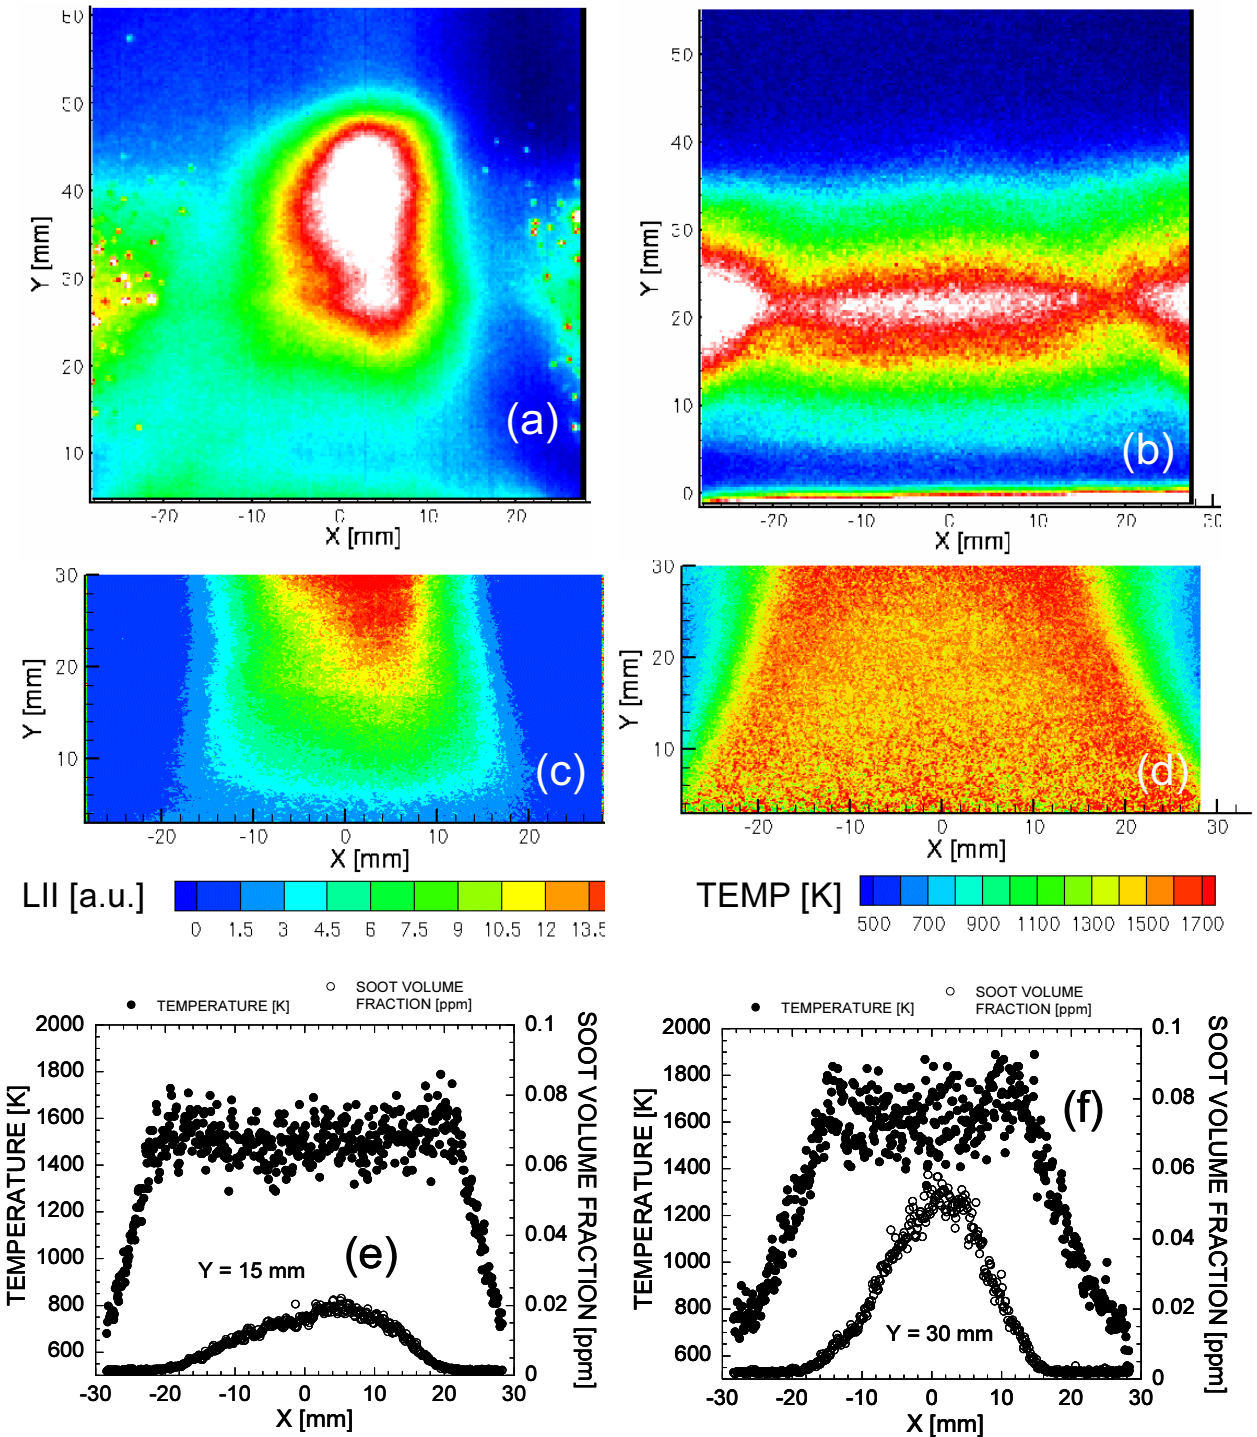 60
50
40
30
20
10
Y [mm]
(a)
-20 -10 0 10 20
X [mm]
50
40
30
20
10
0
Y [mm]
(b)
-20 -10 0 10 20 30
X [mm]
30
20
10
Y [mm]
(c)
-20 -10 0 10 20
X [mm]
30
20
10
Y [mm]
(d)
-20 -10 0 10 20 30
X [mm]
LII [a.u.]
0 1.5 3 4.5 6 7.5 9 10.5 12 13.5
TEMP [K]
500 700 900 1100 1300 1500 1700
TEMPERATURE [K]
SOOT VOLUME
FRACTION [ppm]
2000
1800
1600
1400
1200
1000
800
600
TEMPERATURE [K]
0.1
0.08
0.06
0.04
0.02
0
SOOT VOLUME FRACTION [ppm]
(e)
Y = 15 mm
-30 -20 -10 0 10 20 30
X [mm]
TEMPERATURE [K]
SOOT VOLUME
FRACTION [ppm]
2000
1800
1600
1400
1200
1000
800
600
TEMPERATURE [K]
0.1
0.08
0.06
0.04
0.02
0
SOOT VOLUME FRACTION [ppm]
(f)
Y = 30 mm
-30 -20 -10 0 10 20 30
X [mm]